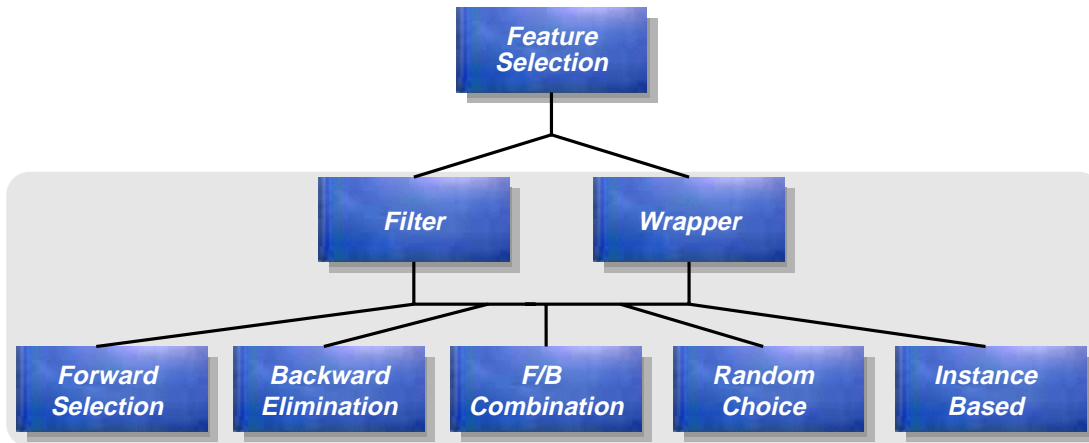 Feature
Selection
Filter
Wrapper
Forward
Selection
Backward
Elimination
F/B
Combination
Random
Choice
Instance
Based